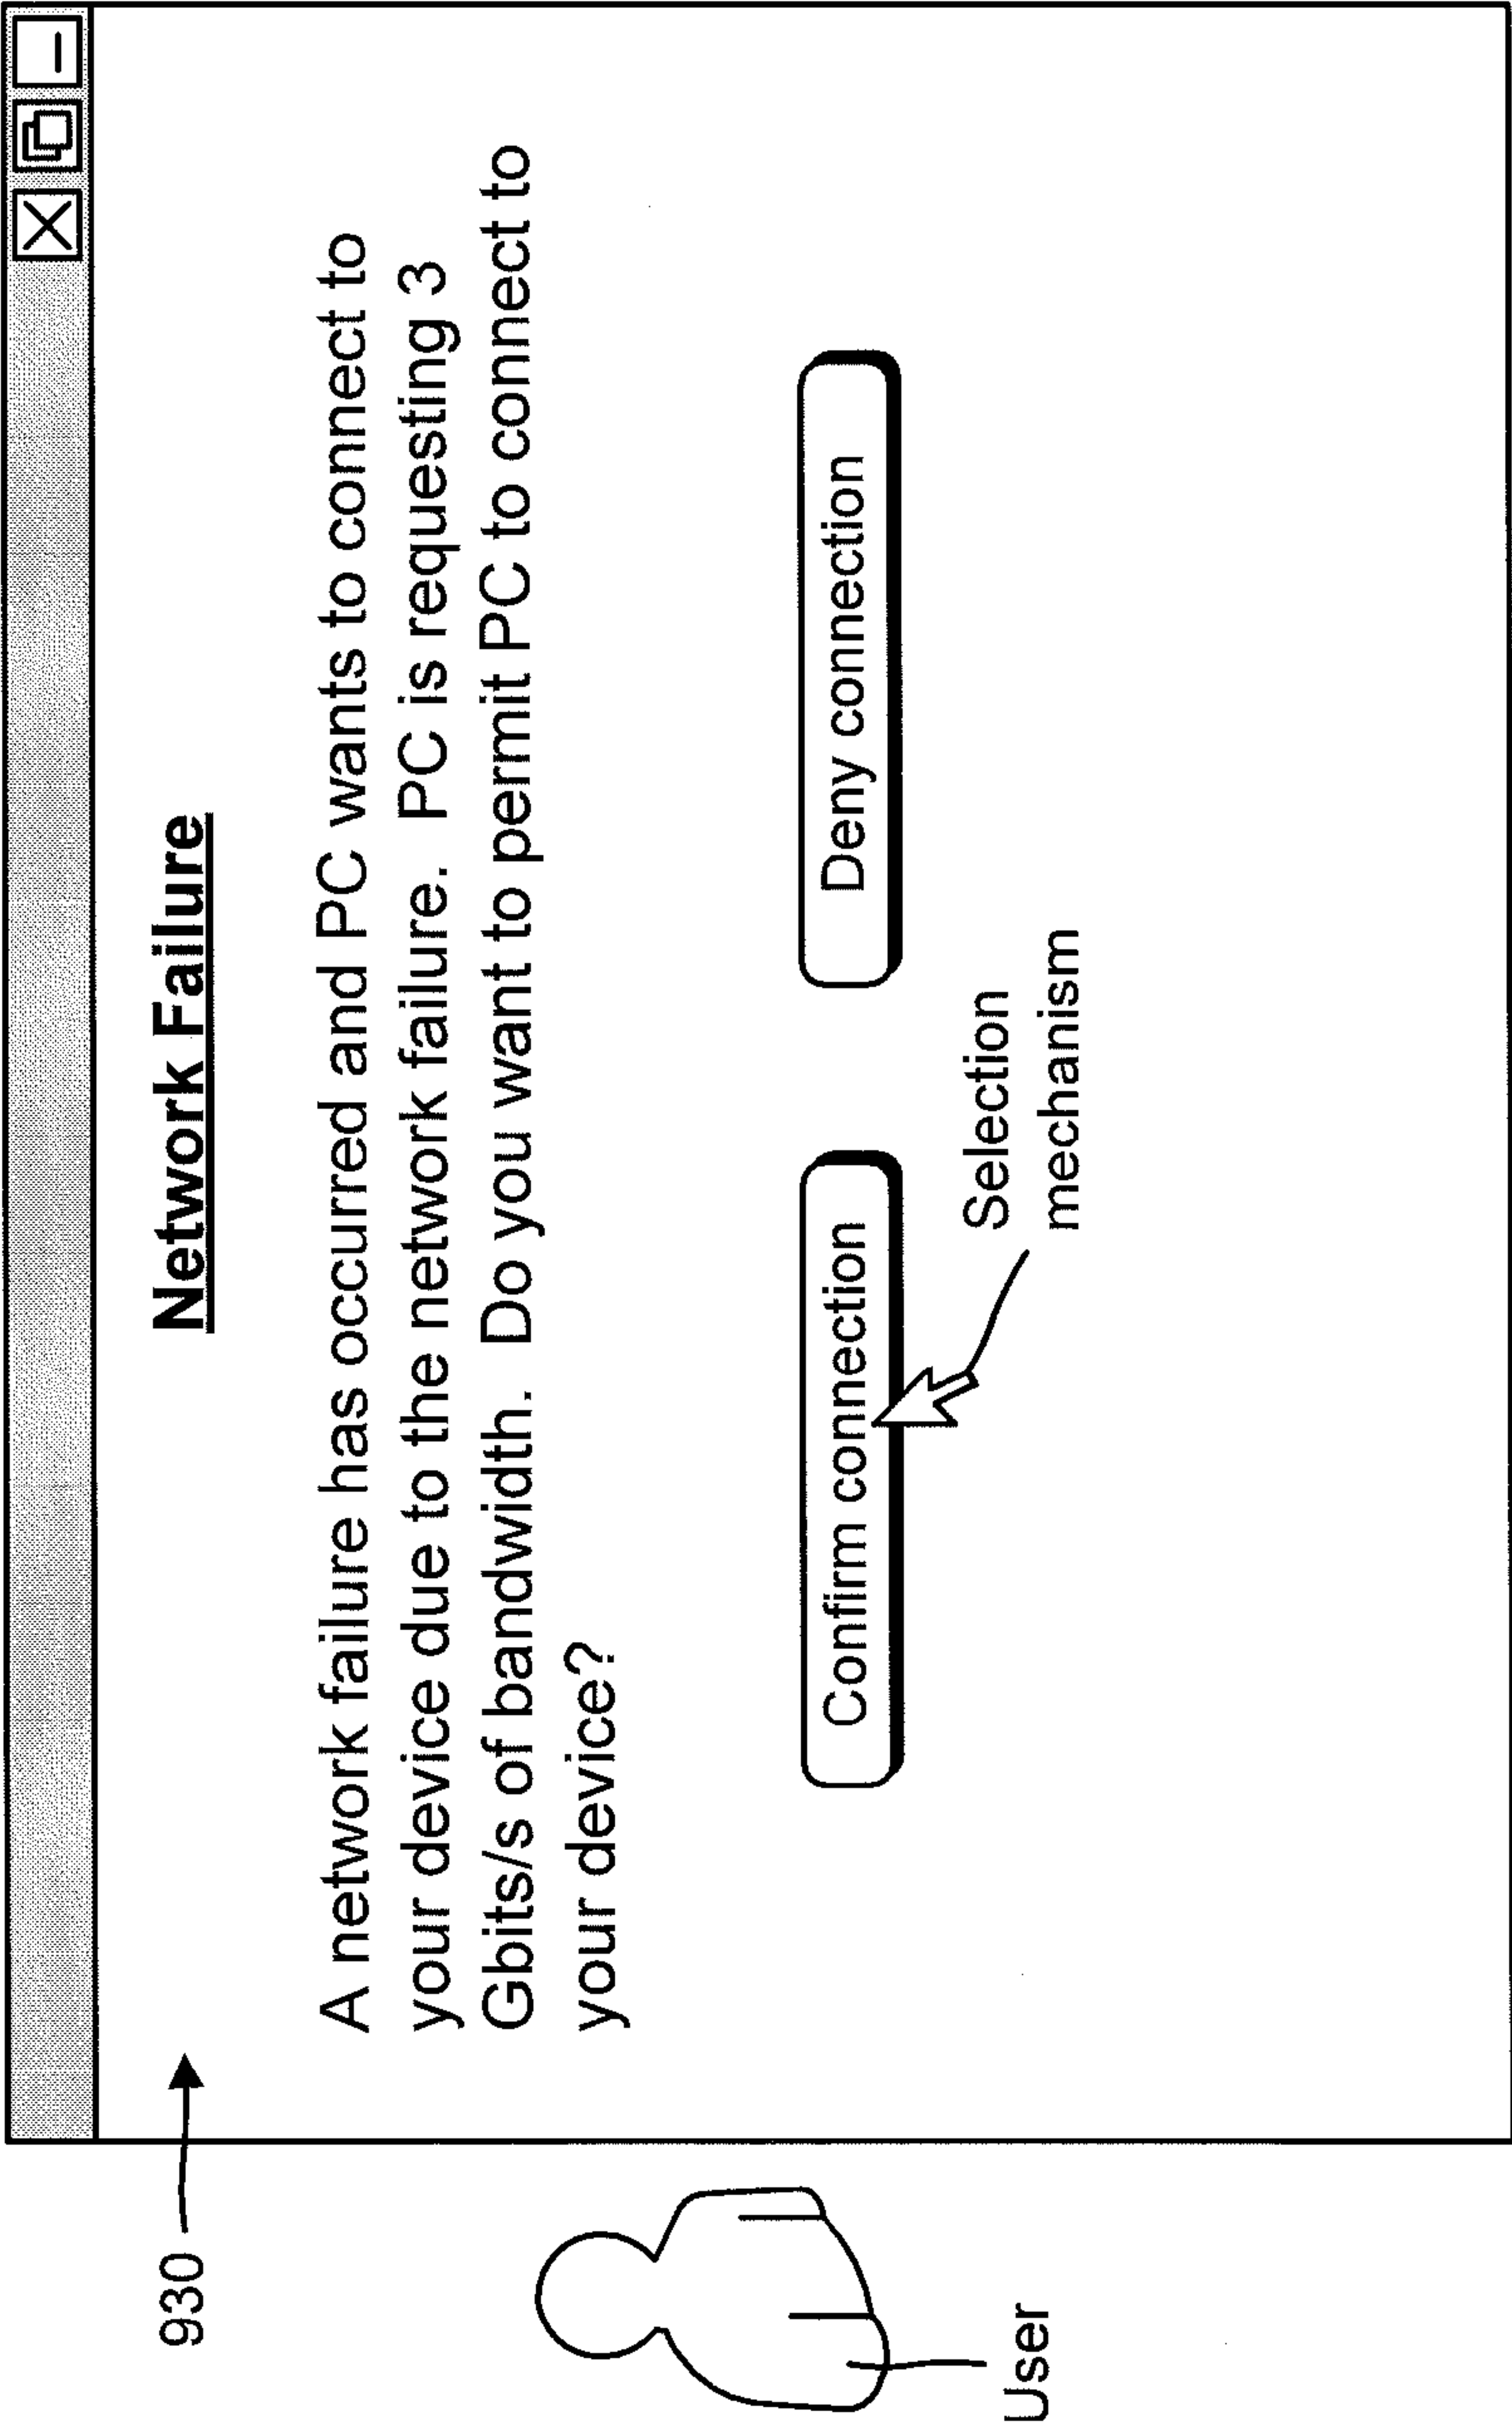 930
Network Failure
A network failure has occurred and PC wants to connect to
your device due to the network failure.  PC is requesting 3
Gbits/s of bandwidth.  Do you want to permit PC to connect to
your device?
Confirm connection
Deny connection
Selection
mechanism
User